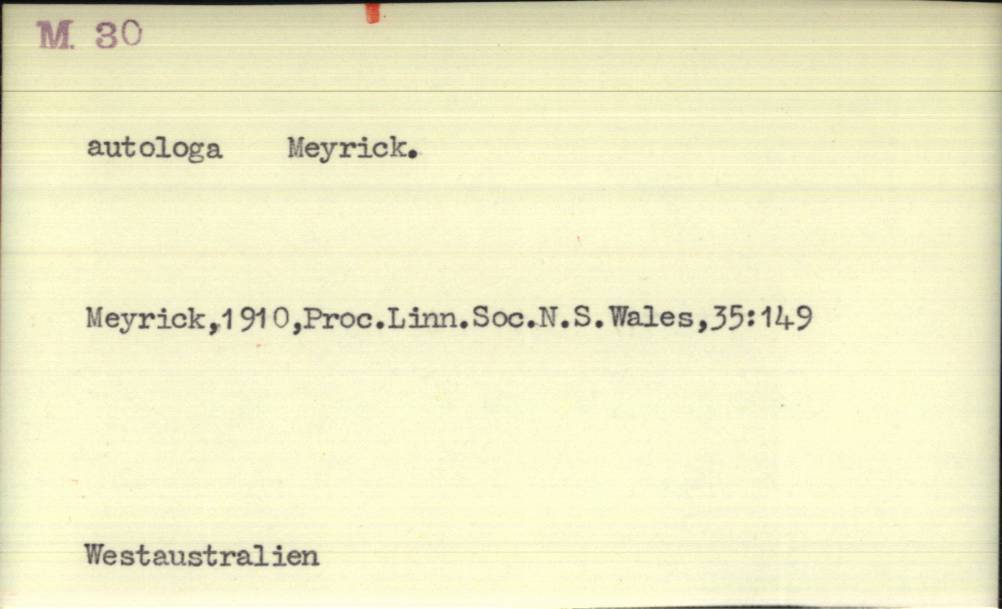 M. 30
autologa Meyrick.
Meyrick,1910,Proc.Linn.Soc.N.S.Wales,35:149
Westaustralien